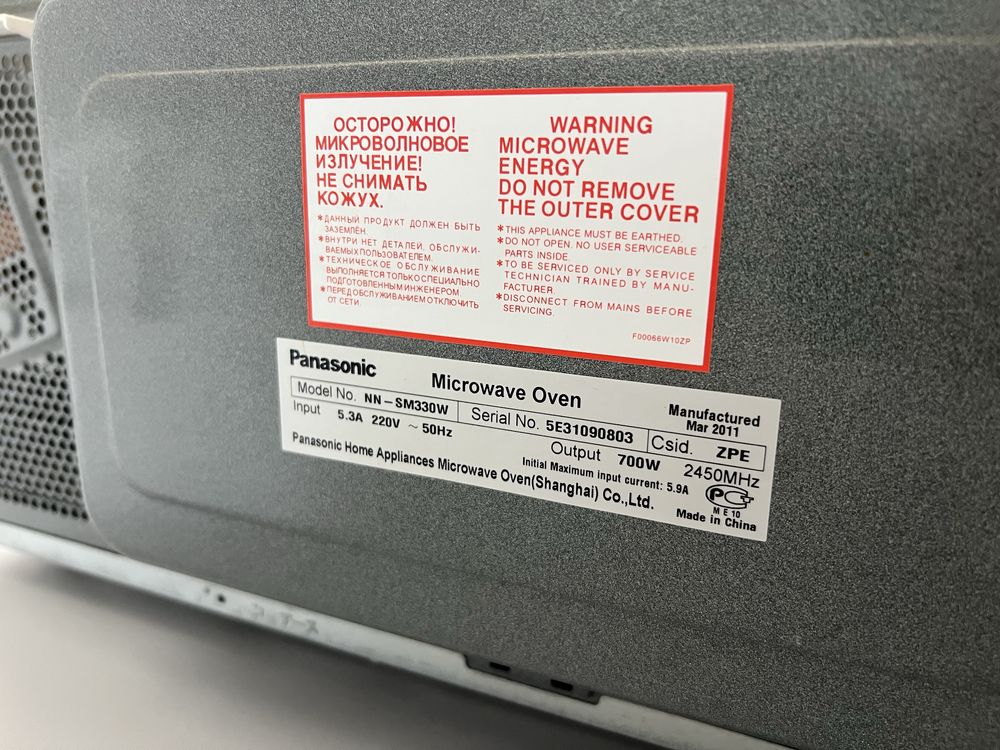 ОСТОРОЖНО!
МИКРОВОЛНОВОЕ
ИЗЛУЧЕНИЕ!
НЕ СНИМАТЬ
КОЖУХ.
*ДАННЫЙ ПРОДУКТ ДОЛЖЕН БЫТЬ
ЗАЗЕМЛЁН.
*ВНУТРИ НЕТ ДЕТАЛЕЙ, ОБСЛУЖИ-
ВАЕМЫХ ПОЛЬЗОВАТЕЛЕМ.
*ТЕХНИЧЕСКОЕ ОБСЛУЖИВАНИЕ
ВЫПОЛНЯЕТСЯ ТОЛЬКО СПЕЦИАЛЬНО
ПОДГОТОВЛЕННЫМ ИНЖЕНЕРОМ.
*ПЕРЕД ОБСЛУЖИВАНИЕМ ОТКЛЮЧИТЬ
ОТ СЕТИ.
WARNING
MICROWAVE
ENERGY
DO NOT REMOVE
THE OUTER COVER
*THIS APPLIANCE MUST BE EARTHED.
*DO NOT OPEN. NO USER SERVICEABLE
PARTS INSIDE.
*TO BE SERVICED ONLY BY SERVICE
TECHNICIAN TRAINED BY MANU-
FACTURER.
*DISCONNECT FROM MAINS BEFORE
SERVICING.
F00066W10ZP
Panasonic
Microwave Oven
Manufactured
Mar 2011
Model No. NN-SM330W Serial No. 5E31090803 Csid. ZPE
Input 5.3A 220V ~ 50Hz Output 700W 2450MHz
Initial Maximum input current: 5.9A
Panasonic Home Appliances Microwave Oven(Shanghai) Co.,Ltd.
ME10
Made in China